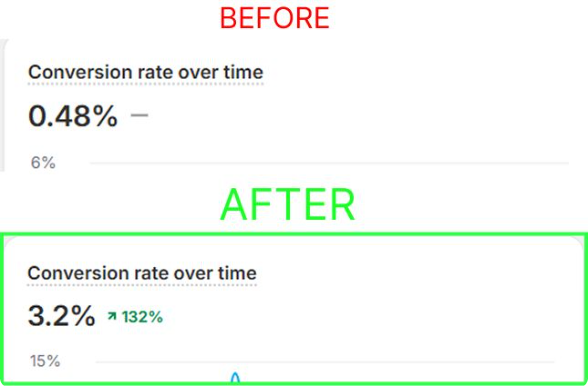 BEFORE
Conversion rate over time
0.48% —
6%
AFTER
Conversion rate over time
3.2% ↗ 132%
15%